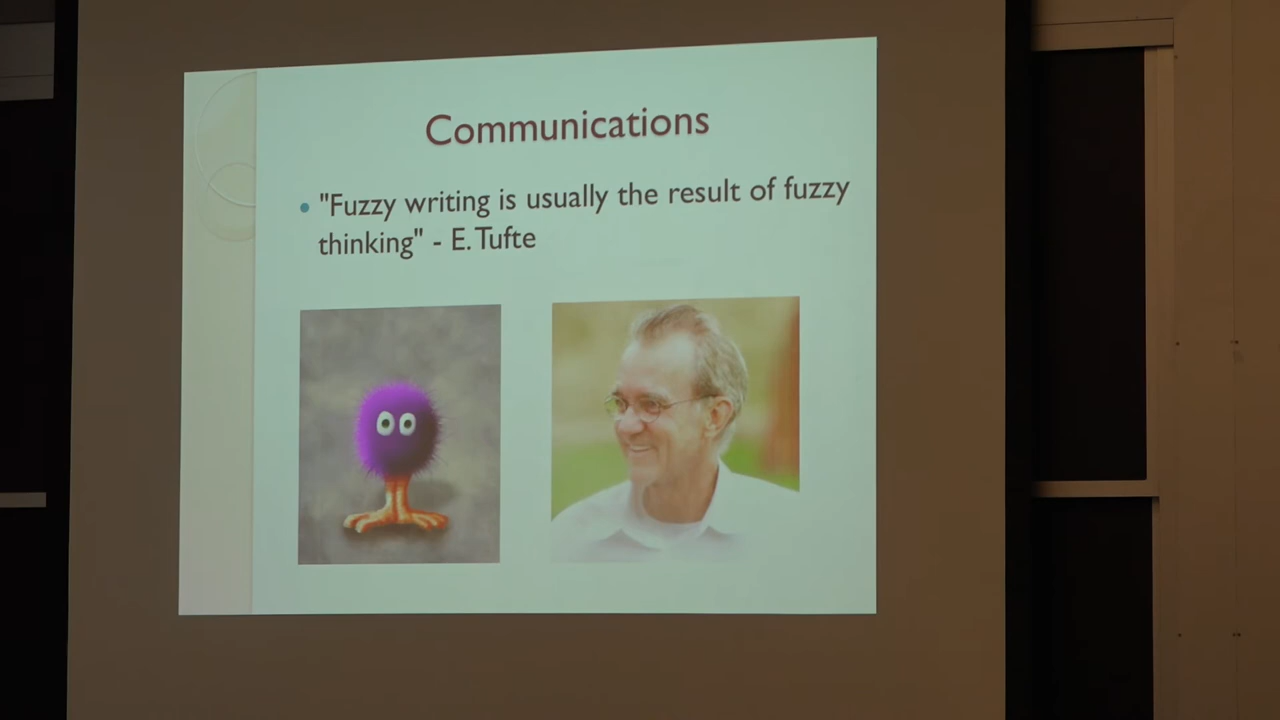 Communications
"Fuzzy writing is usually the result of fuzzy
thinking" - E. Tufte